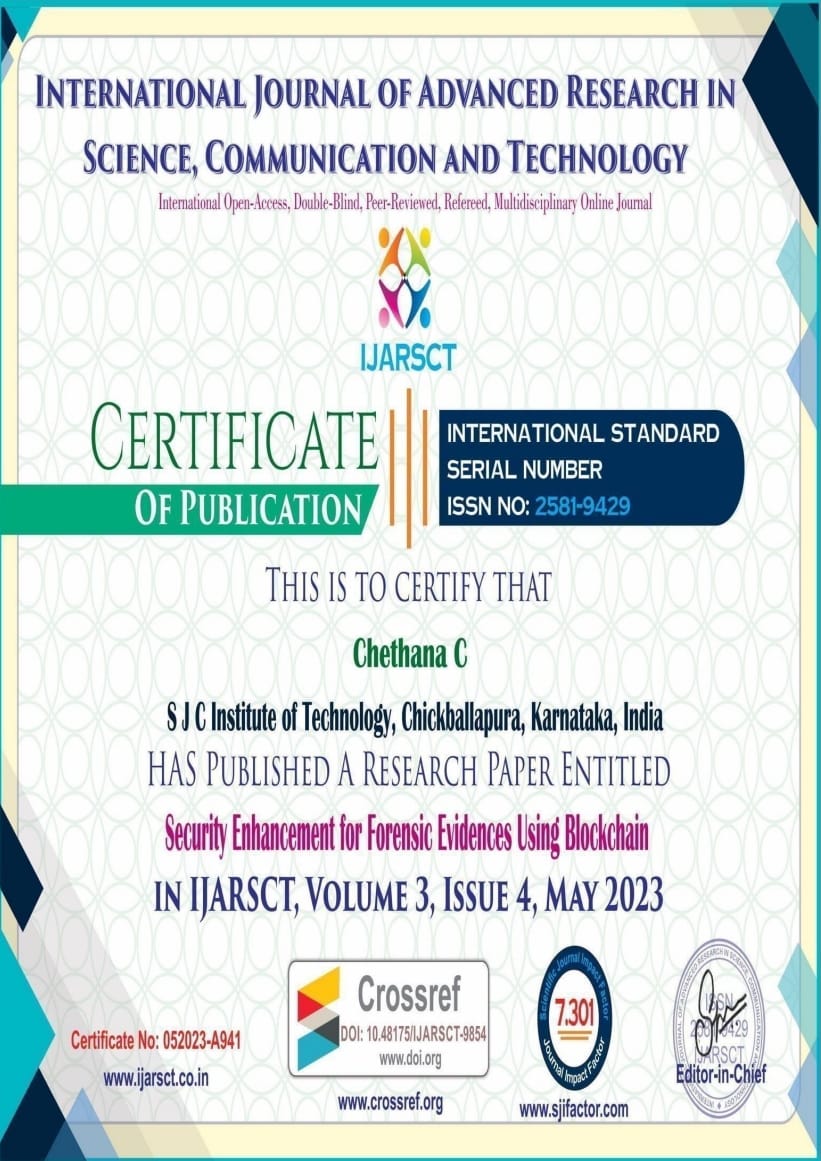 INTERNATIONAL JOURNAL OF ADVANCED RESEARCH IN
SCIENCE, COMMUNICATION AND TECHNOLOGY
International Open-Access, Double-Blind, Peer-Reviewed, Refereed, Multidisciplinary Online Journal
IJARSCT
CERTIFICATE
OF PUBLICATION
INTERNATIONAL STANDARD
SERIAL NUMBER
ISSN NO: 2581-9429
THIS IS TO CERTIFY THAT
Chethana C
S J C Institute of Technology, Chickballapura, Karnataka, India
HAS PUBLISHED A RESEARCH PAPER ENTITLED
Security Enhancement for Forensic Evidences Using Blockchain
IN IJARSCT, VOLUME 3, ISSUE 4, MAY 2023
Certificate No: 052023-A941
www.ijarsct.co.in
Crossref
DOI: 10.48175/IJARSCT-9854
www.doi.org
www.crossref.org
Scientific Journal Impact Factor
7.301
Journal Impact Factor
www.sjifactor.com
ISSN
IJARSCT
Editor-in-Chief